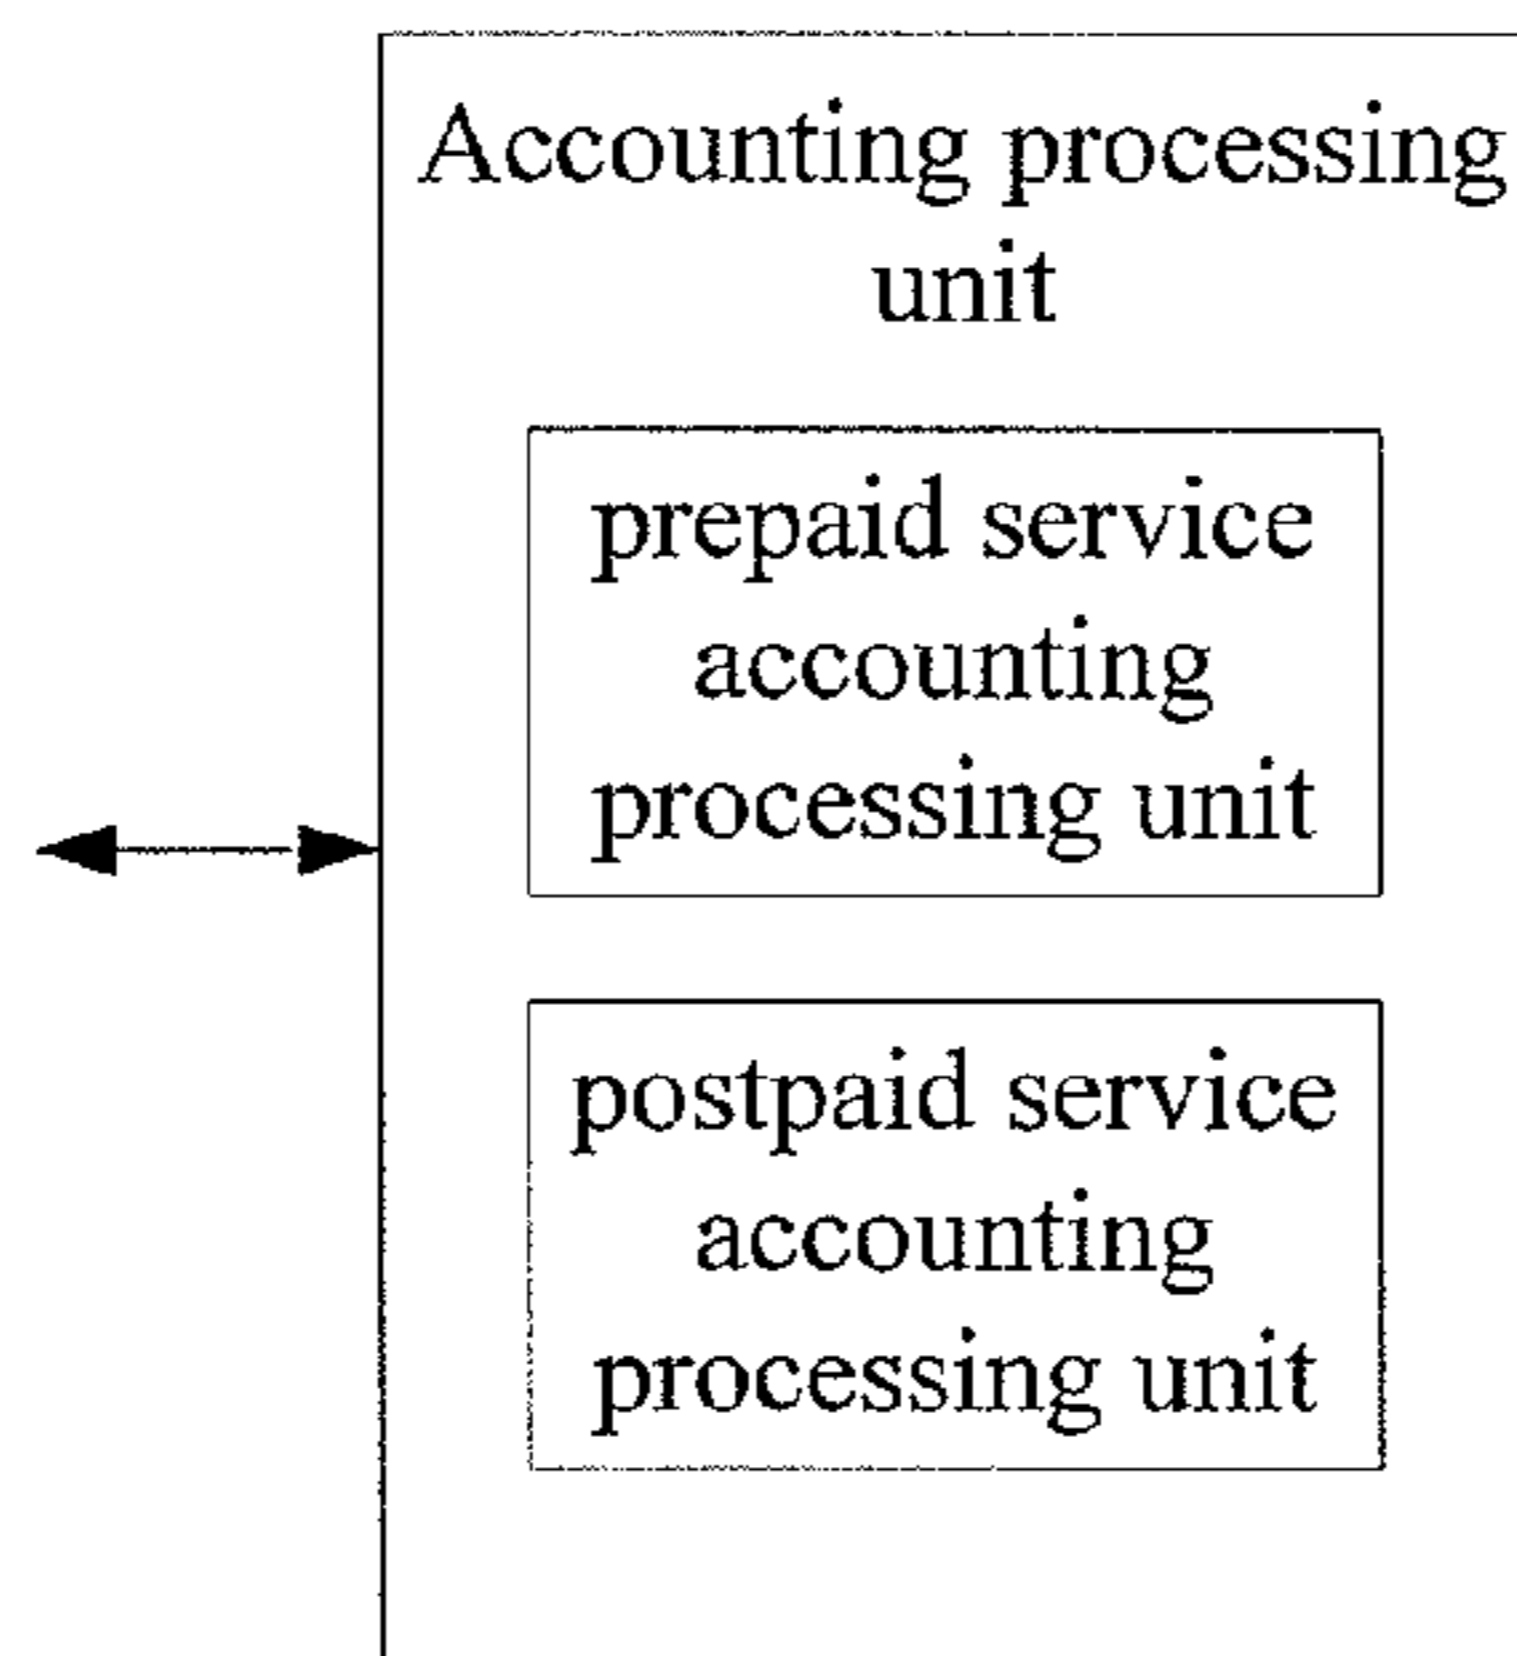 Accounting processing
unit
prepaid service
accounting
processing unit
postpaid service
accounting
processing unit